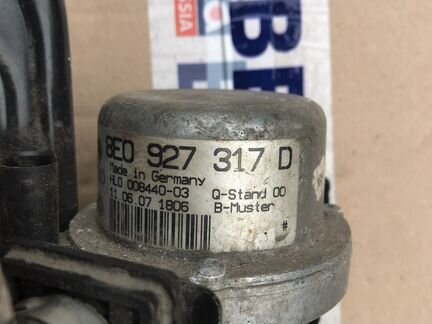 8E0 927 317 D
Made in Germany
HLO 008440-03 Q-Stand 00
11.06.07 1806 B-Muster
#